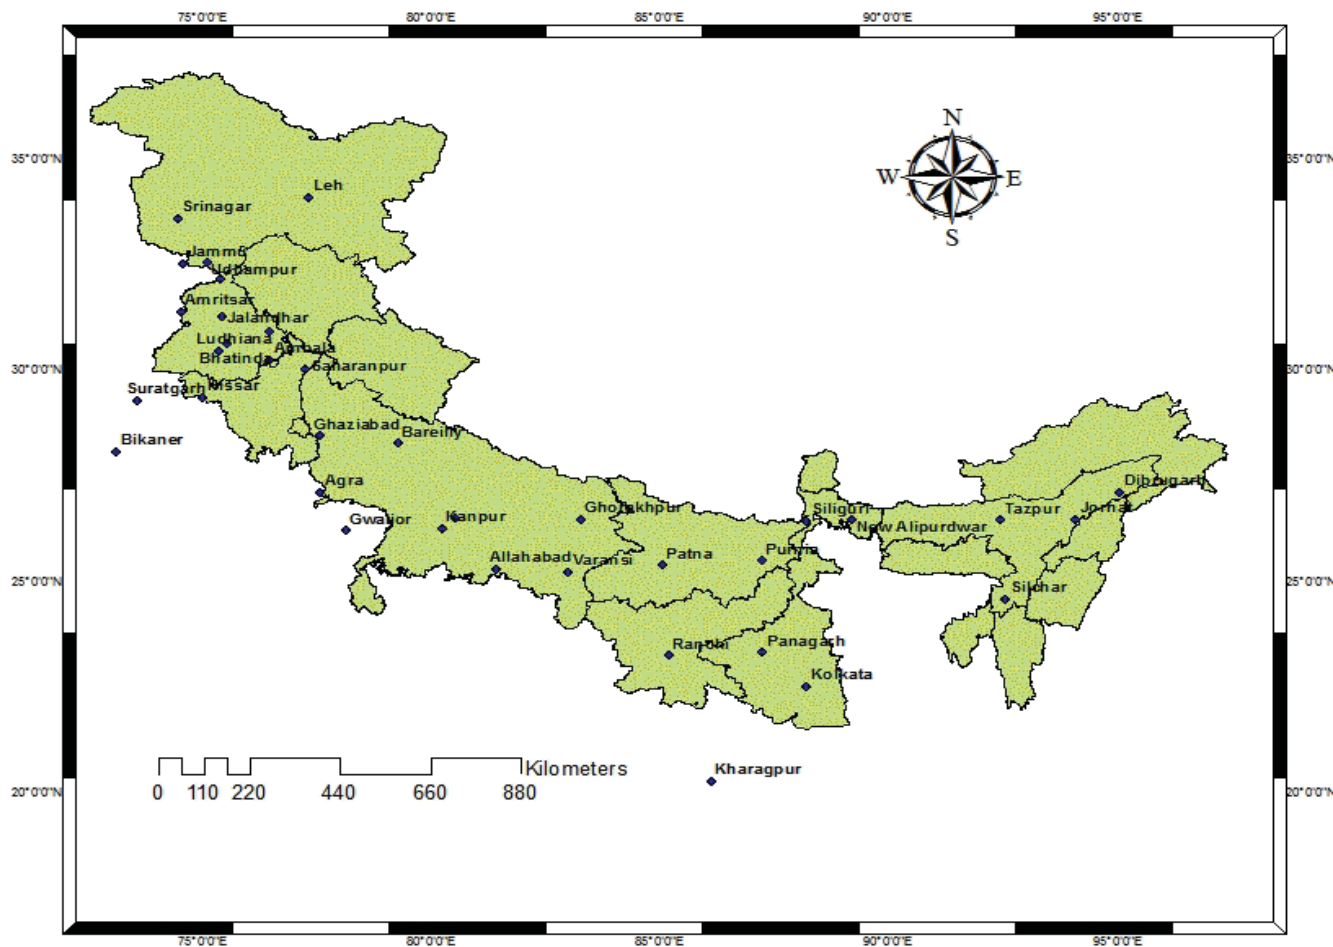 75°0'0"E 80°0'0"E 85°0'0"E 90°0'0"E 95°0'0"E
N
35°0'0"N 35°0'0"N
W E
Leh
Srinagar
S
Jammu
Udhampur
Amritsar
Jalandhar
Ludhiana
Ambala
Bhatinda
30°0'0"N 30°0'0"N
Saharanpur
Suratgarh
Hissar
Ghaziabad
Bareilly
Bikaner
Agra
Dibrugarh
Ghorakhpur
Siliguri
Tazpur
Jorhat
Gwalior
Kanpur
New Alipurdwar
Purnia
Allahabad
Varansi
Patna
25°0'0"N 25°0'0"N
Silchar
Ranchi
Panagarh
Kolkata
Kilometers
Kharagpur
0 110 220 440 660 880
20°0'0"N 20°0'0"N
75°0'0"E 80°0'0"E 85°0'0"E 90°0'0"E 95°0'0"E